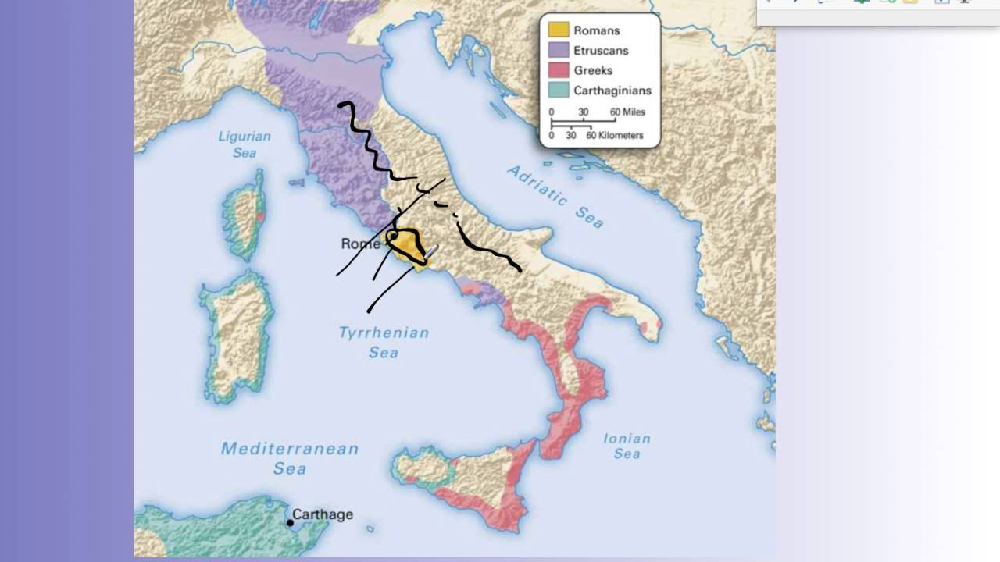 Romans
Etruscans
Greeks
Carthaginians
0 30 60 Miles
0 30 60 Kilometers
Ligurian
Sea
Adriatic Sea
Rome
Tyrrhenian
Sea
Ionian
Sea
Mediterranean
Sea
Carthage